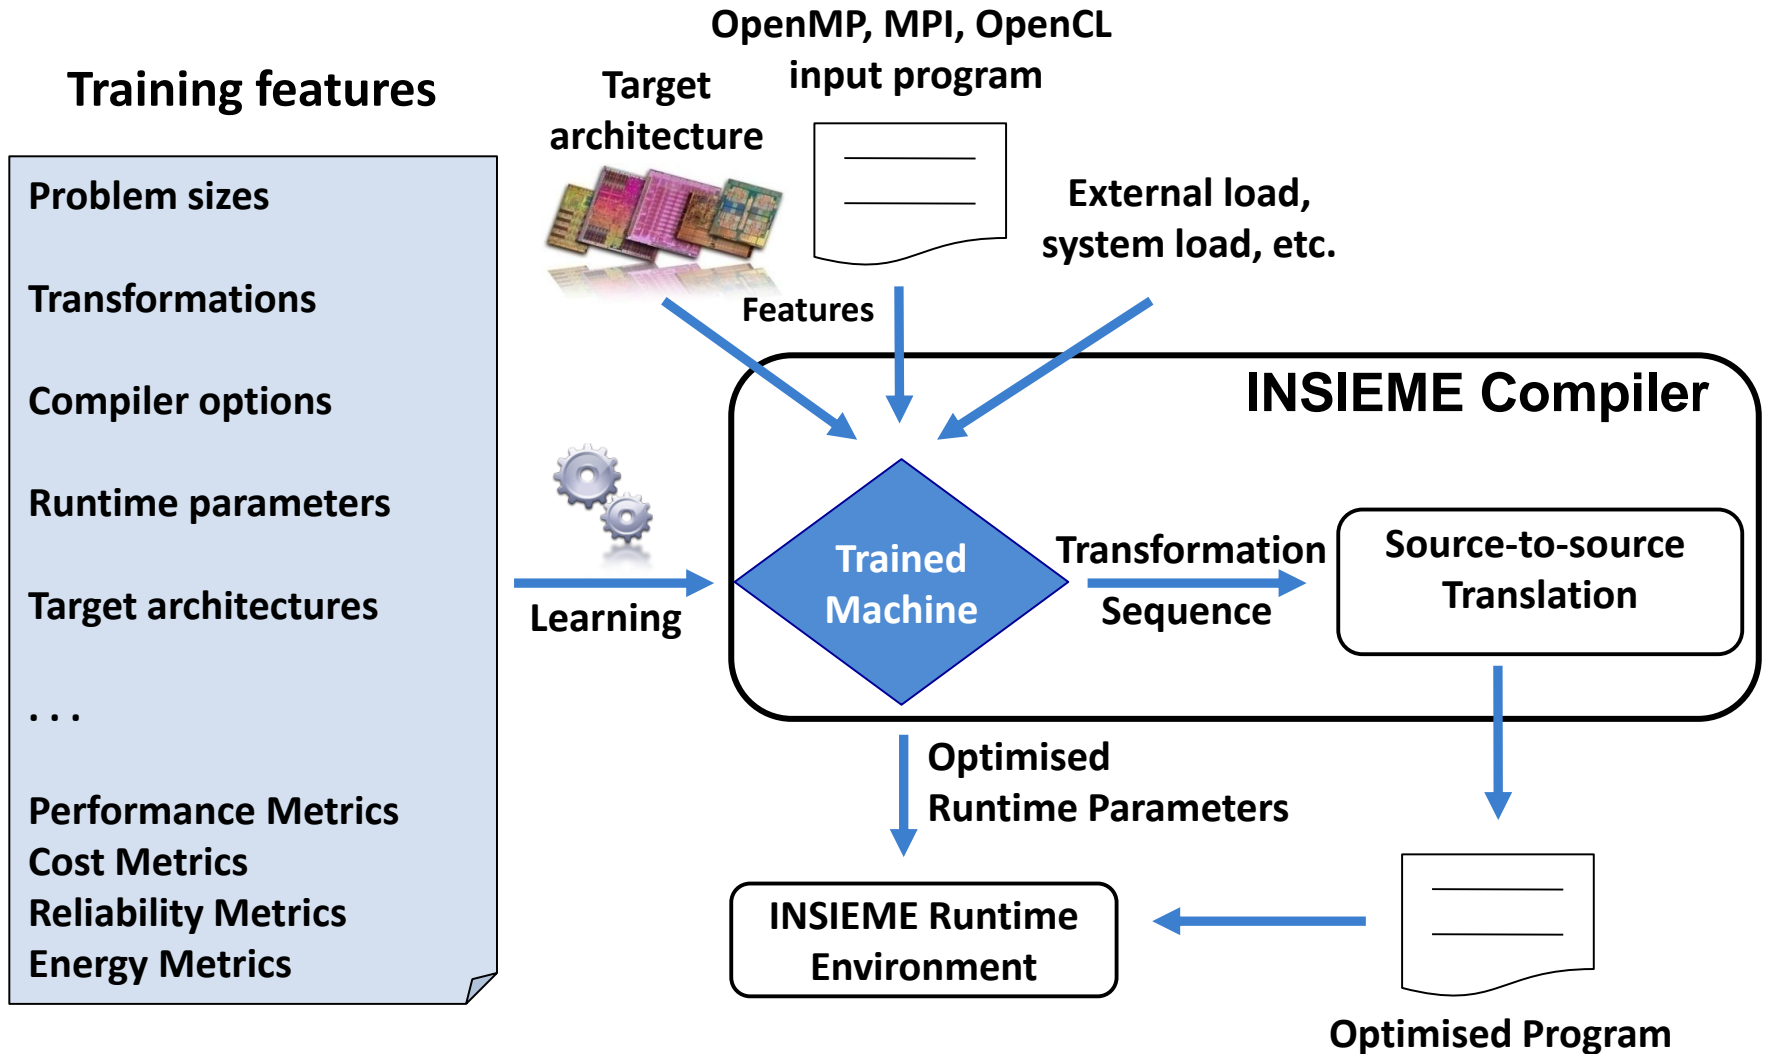 Training features
Problem sizes
Transformations
Compiler options
Runtime parameters
Target architectures
. . .
Performance Metrics
Cost Metrics
Reliability Metrics
Energy Metrics
Target
architecture
OpenMP, MPI, OpenCL
input program
External load,
system load, etc.
Features
INSIEME Compiler
Learning
Trained
Machine
Transformation
Sequence
Source-to-source
Translation
Optimised
Runtime Parameters
INSIEME Runtime
Environment
Optimised Program